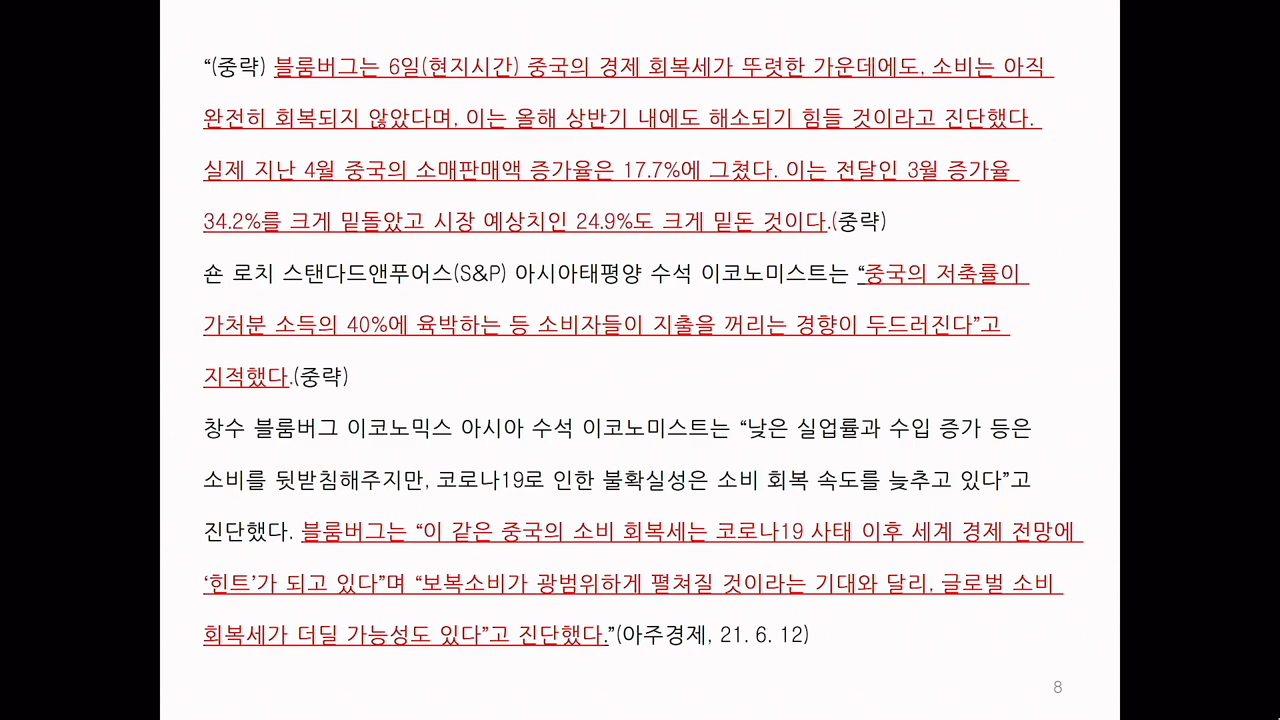 “(중략) 블룸버그는 6일(현지시간) 중국의 경제 회복세가 뚜렷한 가운데에도, 소비는 아직
완전히 회복되지 않았다며, 이는 올해 상반기 내에도 해소되기 힘들 것이라고 진단했다.
실제 지난 4월 중국의 소매판매액 증가율은 17.7%에 그쳤다. 이는 전달인 3월 증가율
34.2%를 크게 밑돌았고 시장 예상치인 24.9%도 크게 밑돈 것이다.(중략)
숀 로치 스탠다드앤푸어스(S&P) 아시아태평양 수석 이코노미스트는 “중국의 저축률이
가처분 소득의 40%에 육박하는 등 소비자들이 지출을 꺼리는 경향이 두드러진다”고
지적했다.(중략)
창수 블룸버그 이코노믹스 아시아 수석 이코노미스트는 “낮은 실업률과 수입 증가 등은
소비를 뒷받침해주지만, 코로나19로 인한 불확실성은 소비 회복 속도를 늦추고 있다”고
진단했다. 블룸버그는 “이 같은 중국의 소비 회복세는 코로나19 사태 이후 세계 경제 전망에
‘힌트’가 되고 있다”며 “보복소비가 광범위하게 펼쳐질 것이라는 기대와 달리, 글로벌 소비
회복세가 더딜 가능성도 있다”고 진단했다.”(아주경제, 21. 6. 12)
8